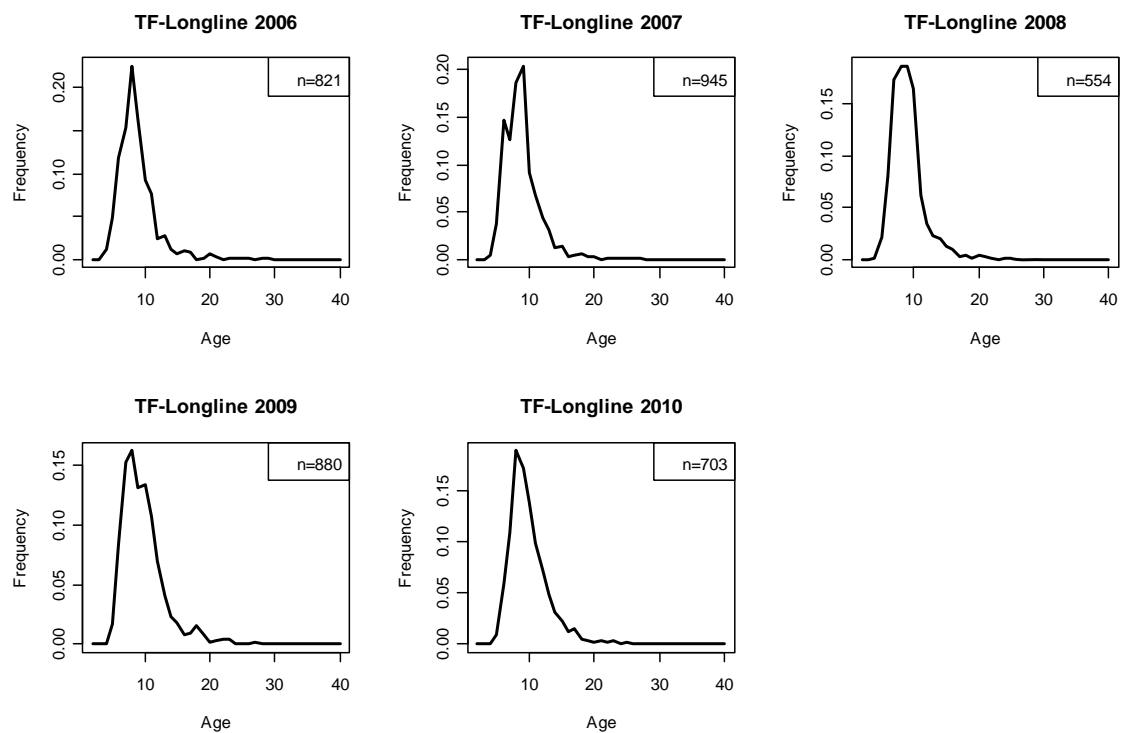 TF-Longline 2006
n=821
Frequency
0.00 0.10 0.20
10 20 30 40
Age
TF-Longline 2007
n=945
Frequency
0.00 0.05 0.10 0.15 0.20
10 20 30 40
Age
TF-Longline 2008
n=554
Frequency
0.00 0.05 0.15
10 20 30 40
Age
TF-Longline 2009
n=880
Frequency
0.00 0.05 0.10 0.15
10 20 30 40
Age
TF-Longline 2010
n=703
Frequency
0.00 0.05 0.10 0.15
10 20 30 40
Age